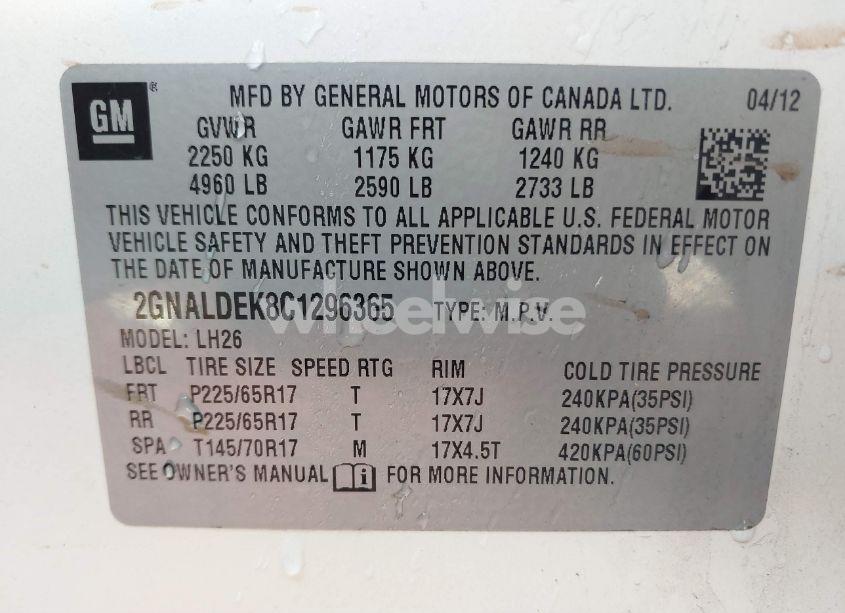 GM ® MFD BY GENERAL MOTORS OF CANADA LTD. 04/12
GVWR GAWR FRT GAWR RR
2250 KG 1175 KG 1240 KG
4960 LB 2590 LB 2733 LB
THIS VEHICLE CONFORMS TO ALL APPLICABLE U.S. FEDERAL MOTOR
VEHICLE SAFETY AND THEFT PREVENTION STANDARDS IN EFFECT ON
THE DATE OF MANUFACTURE SHOWN ABOVE.
2GNALDEK8C1296365 TYPE: M.P.V.
wheelwise
MODEL: LH26
LBCL TIRE SIZE SPEED RTG RIM COLD TIRE PRESSURE
FRT P225/65R17 T 17X7J 240KPA(35PSI)
RR P225/65R17 T 17X7J 240KPA(35PSI)
SPA T145/70R17 M 17X4.5T 420KPA(60PSI)
SEE OWNER'S MANUAL i FOR MORE INFORMATION.